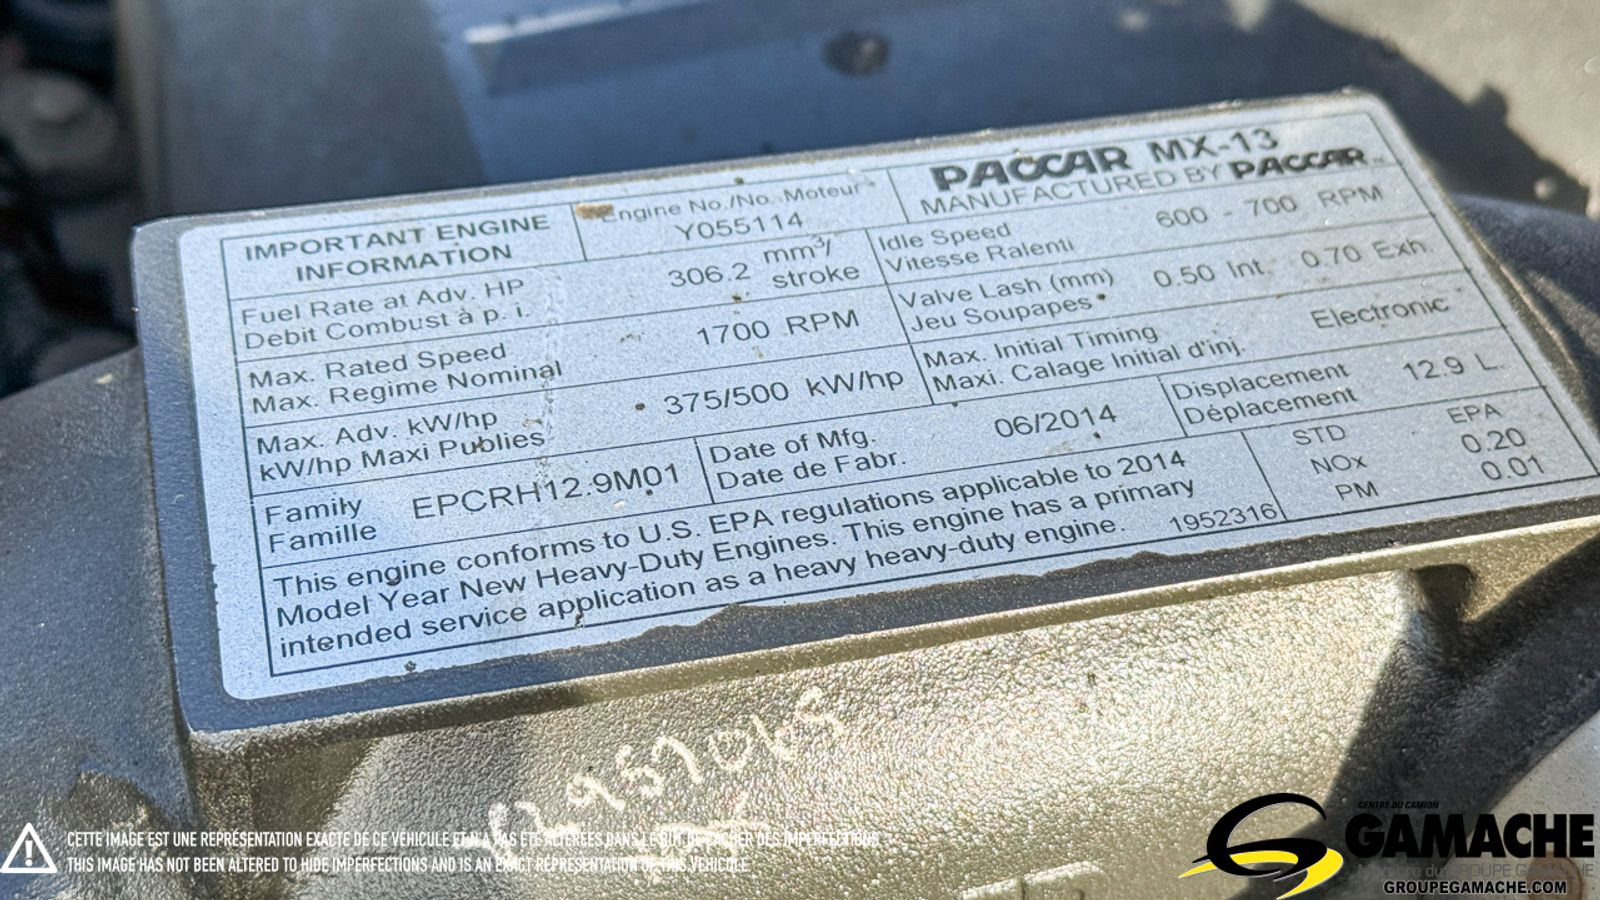 PACCAR MX-13
MANUFACTURED BY PACCAR
IMPORTANT ENGINE
INFORMATION
Engine No./No. Moteur
Y055114
Fuel Rate at Adv. HP
Debit Combust à p. i.
306.2 mm³/
stroke
Idle Speed
Vitesse Ralenti
600 - 700 RPM
Max. Rated Speed
Max. Regime Nominal
1700 RPM
Valve Lash (mm)
Jeu Soupapes
0.50 Int. 0.70 Exh.
Max. Adv. kW/hp
kW/hp Maxi Publies
375/500 kW/hp
Max. Initial Timing
Maxi. Calage Initial d'inj.
Electronic
Family
Famille
EPCRH12.9M01
Date of Mfg.
Date de Fabr.
06/2014
Displacement
Déplacement
12.9 L.
This engine conforms to U.S. EPA regulations applicable to 2014
Model Year New Heavy-Duty Engines. This engine has a primary
intended service application as a heavy heavy-duty engine.
1952316
STD EPA
NOx 0.20
PM 0.01
CETTE IMAGE EST UNE REPRÉSENTATION EXACTE DE CE VÉHICULE ET N'A PAS ÉTÉ ALTÉRÉES DANS LE BUT DE CACHER DES IMPERFECTIONS.
THIS IMAGE HAS NOT BEEN ALTERED TO HIDE IMPERFECTIONS AND IS AN EXACT REPRESENTATION OF THIS VEHICLE.
CENTRE DU CAMION
GAMACHE
GROUPE GAMACHE
GROUPEGAMACHE.COM